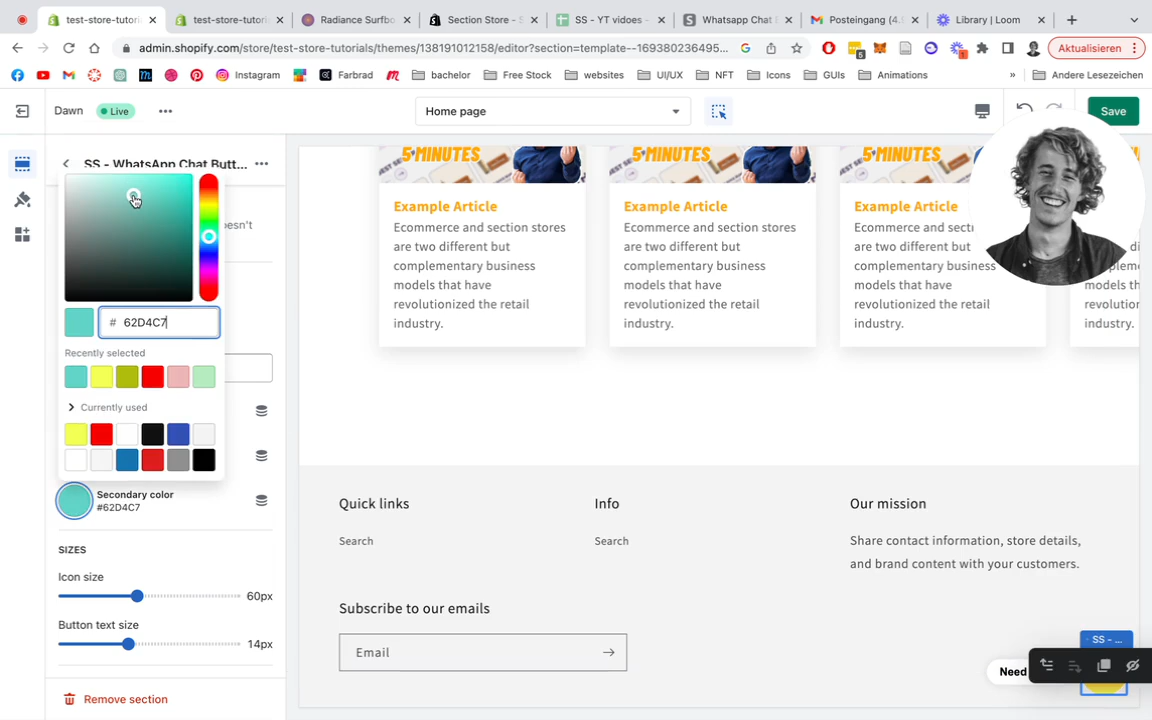 test-store-tutori
test-store-tutoria
Radiance Surfbo
Section Store - S
SS - YT vidoes -
Whatsapp Chat
Posteingang (4.9
Library | Loom
admin.shopify.com/store/test-store-tutorials/themes/138191012158/editor?section=template--169380236495...
Aktualisieren
Instagram
Farbrad
bachelor
Free Stock
websites
UI/UX
NFT
Icons
GUIs
Animations
»
Andere Lesezeichen
Dawn
Live
Home page
Save
SS - WhatsApp Chat Butt...
esn't
# 62D4C7
Recently selected
Currently used
Secondary color
#62D4C7
SIZES
Icon size
60px
Button text size
14px
Remove section
5 MINUTES
5 MINUTES
5 MINUTES
Example Article
Ecommerce and section stores
are two different but
complementary business
models that have
revolutionized the retail
industry.
Example Article
Ecommerce and section stores
are two different but
complementary business
models that have
revolutionized the retail
industry.
Example Article
Ecommerce and section stores
are two different but
complementary business
models that have
revolutionized the retail
industry.
Quick links
Search
Info
Search
Our mission
Share contact information, store details,
and brand content with your customers.
Subscribe to our emails
Email
SS - ...
Need